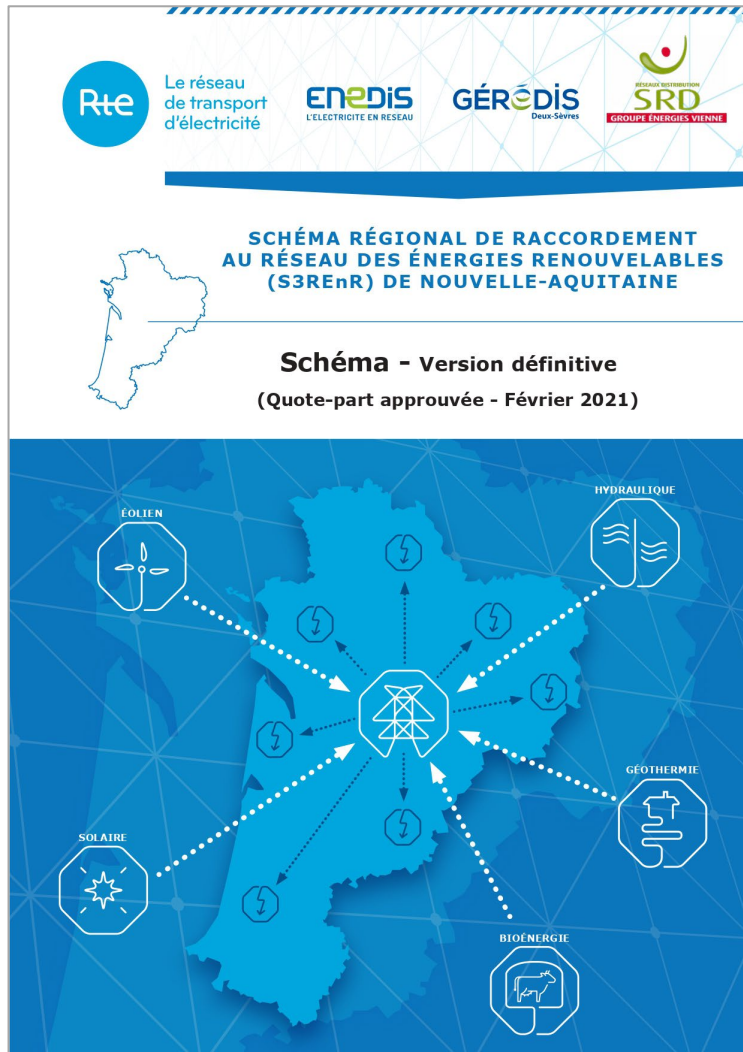 Rte
Le réseau
de transport
d'électricité
ENEDIS
L'ELECTRICITE EN RESEAU
GÉRÉDIS
Deux-Sèvres
RÉSEAUX DISTRIBUTION
SRD
GROUPE ÉNERGIES VIENNE
SCHÉMA RÉGIONAL DE RACCORDEMENT
AU RÉSEAU DES ÉNERGIES RENOUVELABLES
(S3REnR) DE NOUVELLE-AQUITAINE
Schéma - Version définitive
(Quote-part approuvée - Février 2021)
HYDRAULIQUE
ÉOLIEN
GÉOTHERMIE
SOLAIRE
BIOÉNERGIE